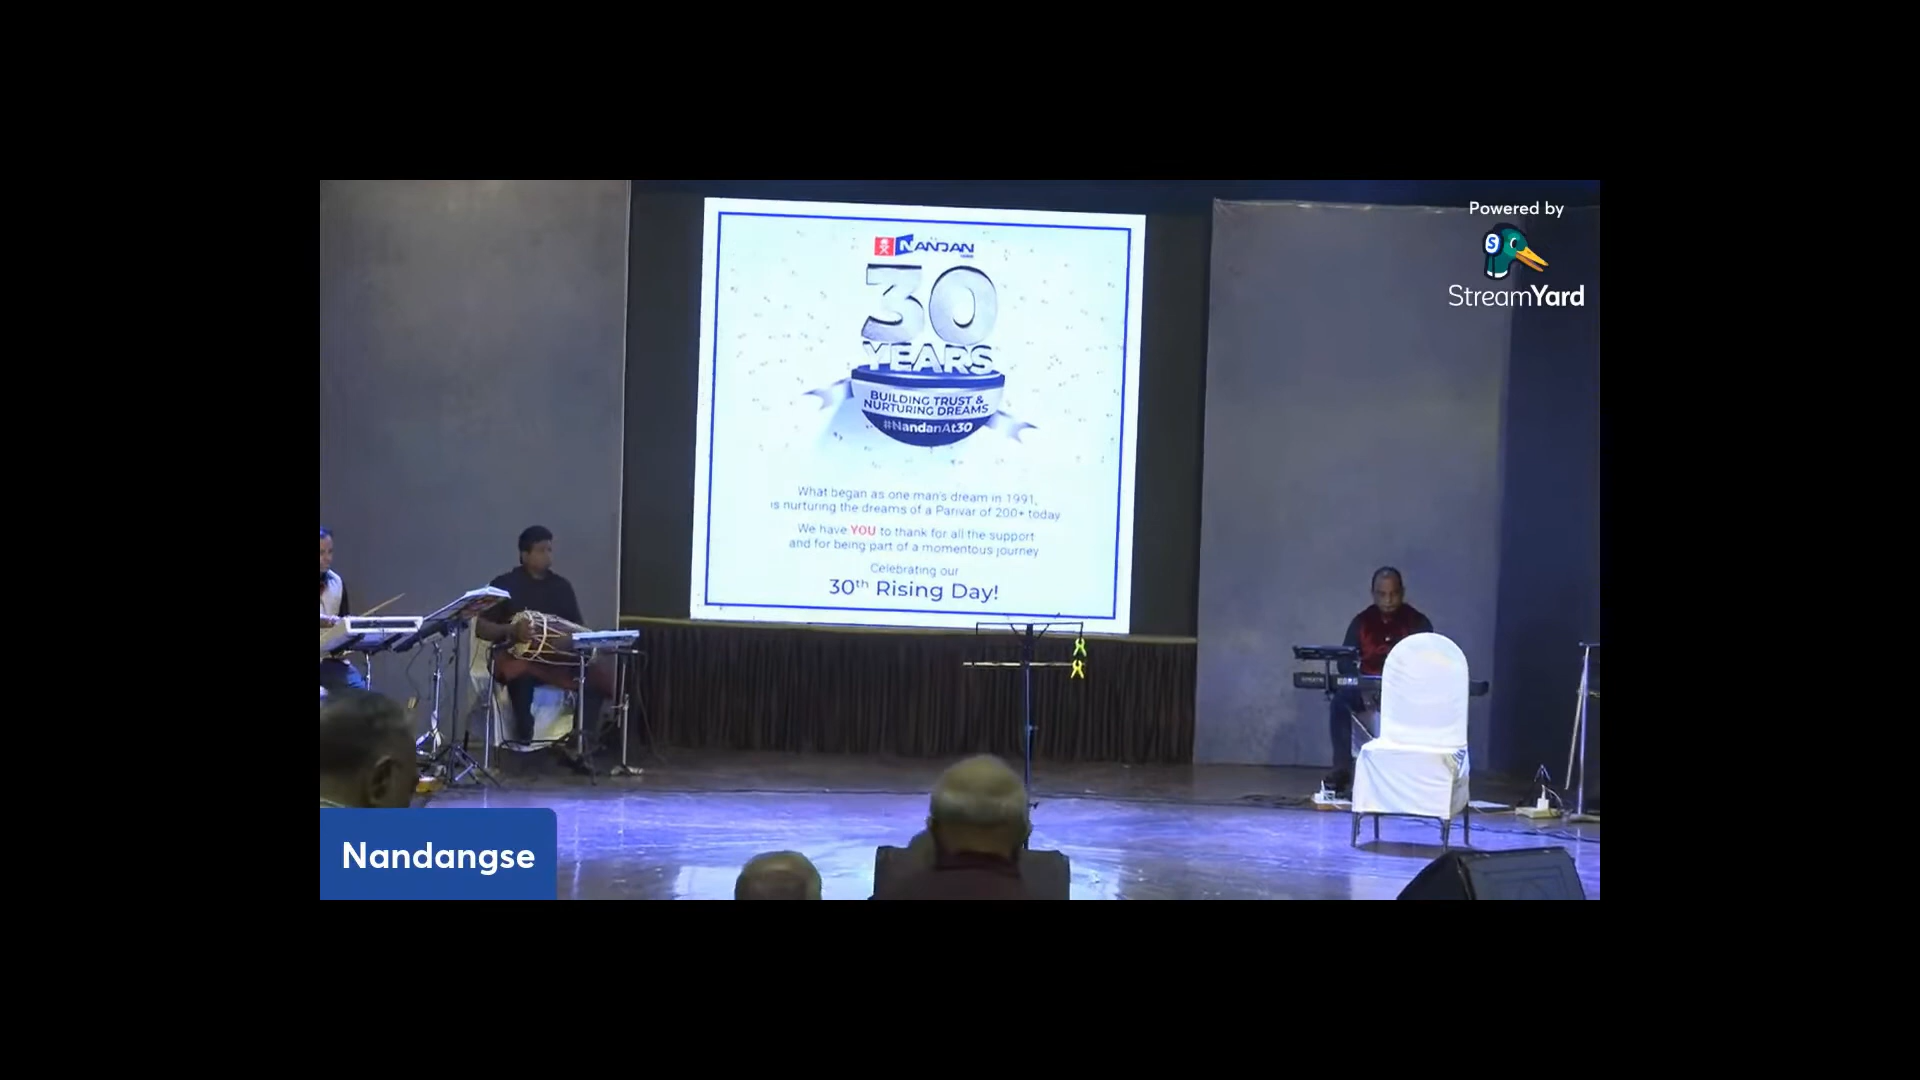 Powered by
StreamYard
NANDAN
30
YEARS
BUILDING TRUST &
NURTURING DREAMS
#NandanAt30
What began as one man's dream in 1991,
is nurturing the dreams of a Parivar of 200+ today
We have YOU to thank for all the support
and for being part of a momentous journey
Celebrating our
30th Rising Day!
KORG
Nandangse